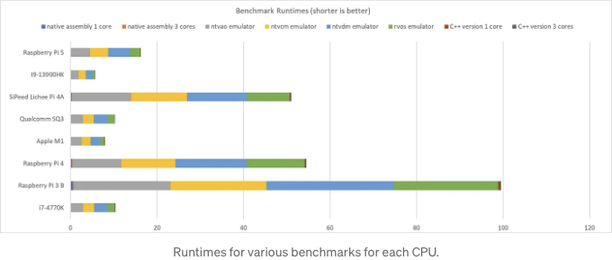 Benchmark Runtimes (shorter is better)
native assembly 1 core native assembly 3 cores ntvao emulator ntvcm emulator ntvdm emulator rvos emulator C++ version 1 core C++ version 3 cores
Raspberry Pi 5
I9-13900HK
SiPeed Lichee Pi 4A
Qualcomm SQ3
Apple M1
Raspberry Pi 4
Raspberry Pi 3 B
i7-4770K
0 20 40 60 80 100 120
Runtimes for various benchmarks for each CPU.